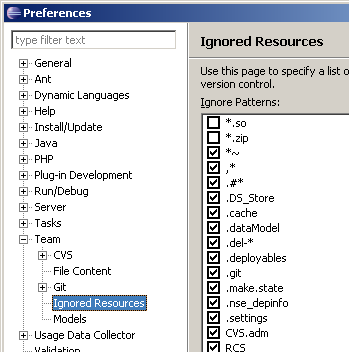 Preferences
type filter text
General
Ant
Dynamic Languages
Help
Install/Update
Java
PHP
Plug-in Development
Run/Debug
Server
Tasks
Team
CVS
File Content
Git
Ignored Resources
Models
Usage Data Collector
Validation
Ignored Resources
Use this page to specify a list o
version control.
Ignore Patterns:
*.so
*.zip
*~
,*
.#*
.DS_Store
.cache
.dataModel
.del-*
.deployables
.git
.make.state
.nse_depinfo
.settings
CVS.adm
RCS